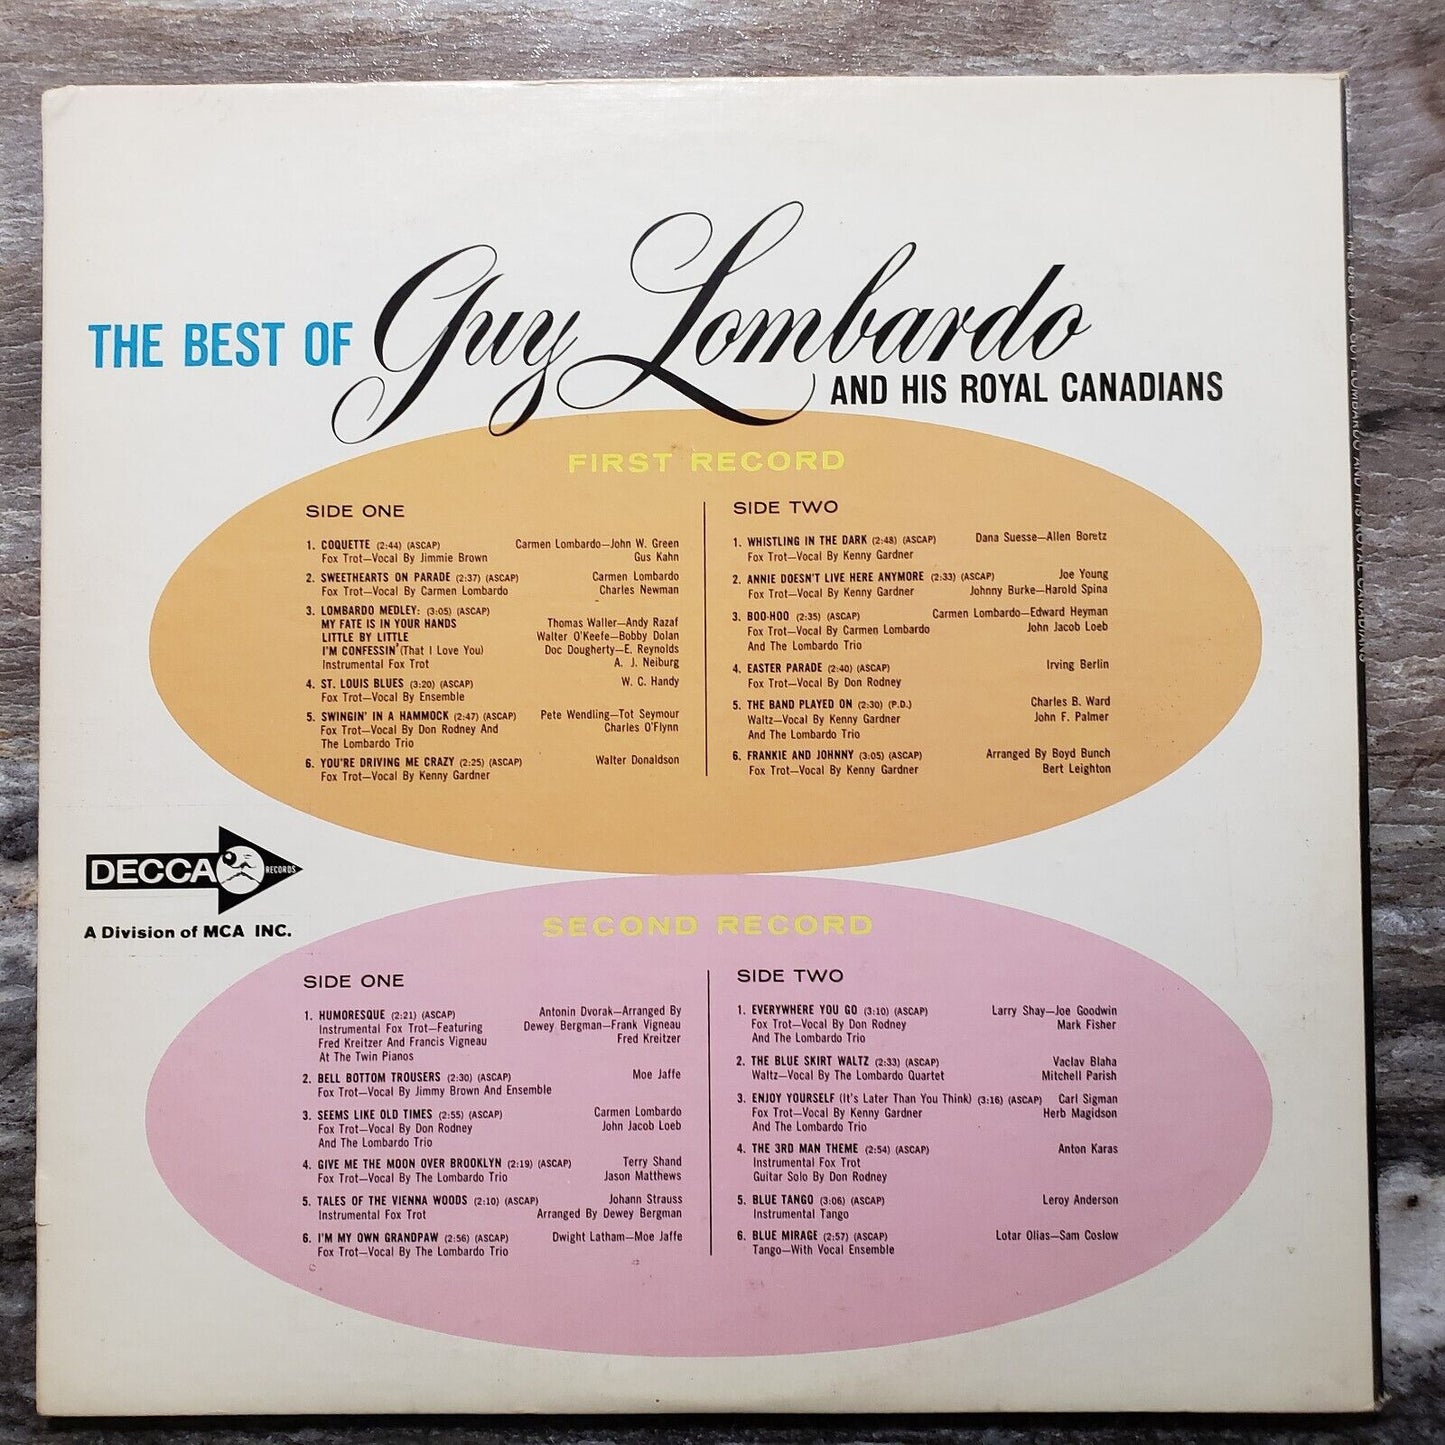 THE BEST OF Guy Lombardo
AND HIS ROYAL CANADIANS
FIRST RECORD
SIDE ONE
1. COQUETTE (2:44) (ASCAP) Carmen Lombardo—John W. Green
Fox Trot—Vocal By Jimmie Brown Gus Kahn
2. SWEETHEARTS ON PARADE (2:37) (ASCAP) Carmen Lombardo
Fox Trot—Vocal By Carmen Lombardo Charles Newman
3. LOMBARDO MEDLEY: (3:05) (ASCAP)
MY FATE IS IN YOUR HANDS Thomas Waller—Andy Razaf
LITTLE BY LITTLE Walter O'Keefe—Bobby Dolan
I'M CONFESSIN' (That I Love You) Doc Dougherty—E. Reynolds
Instrumental Fox Trot A. J. Neiburg
4. ST. LOUIS BLUES (3:20) (ASCAP) W. C. Handy
Fox Trot—Vocal By Ensemble
5. SWINGIN' IN A HAMMOCK (2:47) (ASCAP) Pete Wendling—Tot Seymour
Fox Trot—Vocal By Don Rodney And Charles O'Flynn
The Lombardo Trio
6. YOU'RE DRIVING ME CRAZY (2:25) (ASCAP) Walter Donaldson
Fox Trot—Vocal By Kenny Gardner
SIDE TWO
1. WHISTLING IN THE DARK (2:48) (ASCAP) Dana Suesse—Allen Boretz
Fox Trot—Vocal By Kenny Gardner
2. ANNIE DOESN'T LIVE HERE ANYMORE (2:33) (ASCAP) Joe Young
Fox Trot—Vocal By Kenny Gardner Johnny Burke—Harold Spina
3. BOO-HOO (2:35) (ASCAP) Carmen Lombardo—Edward Heyman
Fox Trot—Vocal By Carmen Lombardo John Jacob Loeb
And The Lombardo Trio
4. EASTER PARADE (2:40) (ASCAP) Irving Berlin
Fox Trot—Vocal By Don Rodney
5. THE BAND PLAYED ON (2:30) (P.D.) Charles B. Ward
Waltz—Vocal By Kenny Gardner John F. Palmer
And The Lombardo Trio
6. FRANKIE AND JOHNNY (3:05) (ASCAP) Arranged By Boyd Bunch
Fox Trot—Vocal By Kenny Gardner Bert Leighton
DECCA RECORDS
A Division of MCA INC.
SECOND RECORD
SIDE ONE
1. HUMORESQUE (2:21) (ASCAP) Antonin Dvorak—Arranged By
Instrumental Fox Trot—Featuring Dewey Bergman—Frank Vigneau
Fred Kreitzer And Francis Vigneau Fred Kreitzer
At The Twin Pianos
2. BELL BOTTOM TROUSERS (2:30) (ASCAP) Moe Jaffe
Fox Trot—Vocal By Jimmy Brown And Ensemble
3. SEEMS LIKE OLD TIMES (2:55) (ASCAP) Carmen Lombardo
Fox Trot—Vocal By Don Rodney John Jacob Loeb
And The Lombardo Trio
4. GIVE ME THE MOON OVER BROOKLYN (2:19) (ASCAP) Terry Shand
Fox Trot—Vocal By The Lombardo Trio Jason Matthews
5. TALES OF THE VIENNA WOODS (2:10) (ASCAP) Johann Strauss
Instrumental Fox Trot Arranged By Dewey Bergman
6. I'M MY OWN GRANDPAW (2:56) (ASCAP) Dwight Latham—Moe Jaffe
Fox Trot—Vocal By The Lombardo Trio
SIDE TWO
1. EVERYWHERE YOU GO (3:10) (ASCAP) Larry Shay—Joe Goodwin
Fox Trot—Vocal By Don Rodney Mark Fisher
And The Lombardo Trio
2. THE BLUE SKIRT WALTZ (2:33) (ASCAP) Vaclav Blaha
Waltz—Vocal By The Lombardo Quartet Mitchell Parish
3. ENJOY YOURSELF (It's Later Than You Think) (3:16) (ASCAP) Carl Sigman
Fox Trot—Vocal By Kenny Gardner Herb Magidson
And The Lombardo Trio
4. THE 3RD MAN THEME (2:54) (ASCAP) Anton Karas
Instrumental Fox Trot
Guitar Solo By Don Rodney
5. BLUE TANGO (3:06) (ASCAP) Leroy Anderson
Instrumental Tango
6. BLUE MIRAGE (2:57) (ASCAP) Lotar Olias—Sam Coslow
Tango—With Vocal Ensemble
THE BEST OF GUY LOMBARDO AND HIS ROYAL CANADIANS